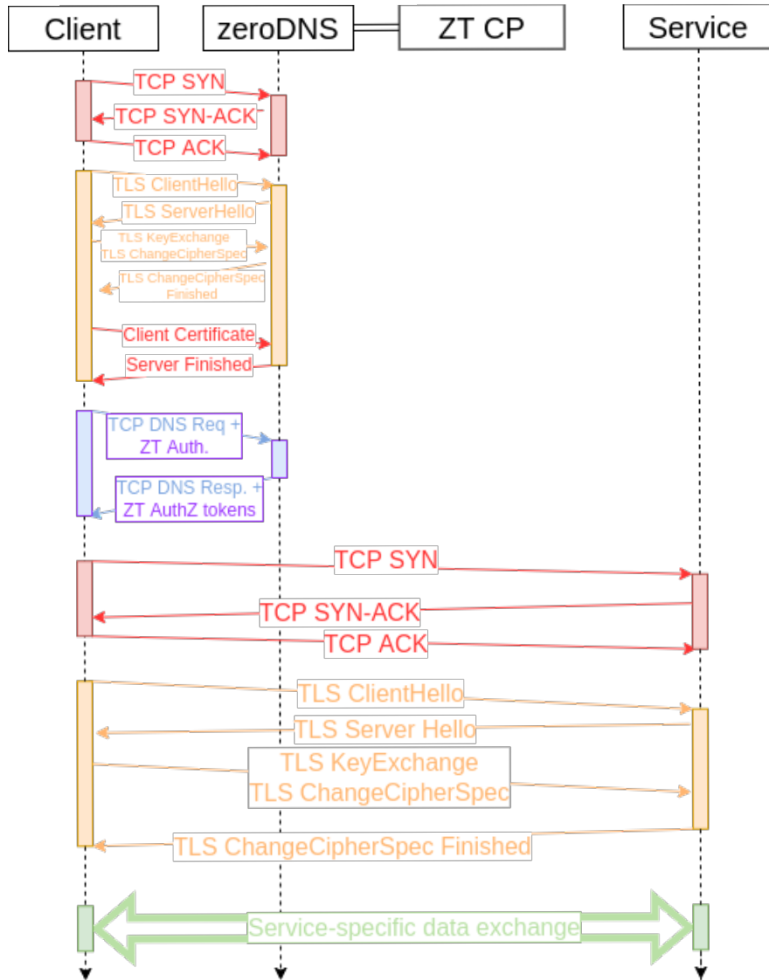 Client
zeroDNS
ZT CP
Service
TCP SYN
TCP SYN-ACK
TCP ACK
TLS ClientHello
TLS ServerHello
TLS KeyExchange
TLS ChangeCipherSpec
TLS ChangeCipherSpec
Finished
Client Certificate
Server Finished
TCP DNS Req +
ZT Auth.
TCP DNS Resp. +
ZT AuthZ tokens
TCP SYN
TCP SYN-ACK
TCP ACK
TLS ClientHello
TLS Server Hello
TLS KeyExchange
TLS ChangeCipherSpec
TLS ChangeCipherSpec Finished
Service-specific data exchange